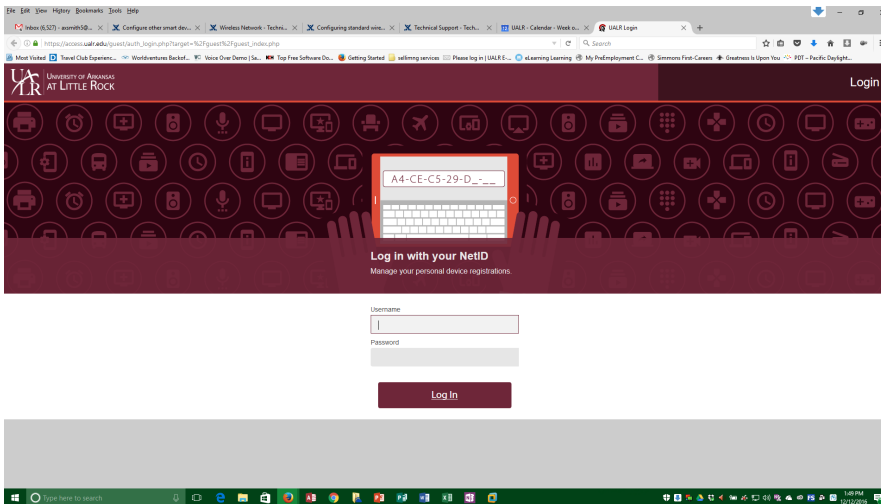 File Edit View History Bookmarks Tools Help
Inbox (6,527) - axsmith5@... × Configure other smart dev... × Wireless Network - Techni... × Configuring standard wire... × Technical Support - Tech... × UALR - Calendar - Week o... × UALR Login × +
https://access.ualr.edu/guest/auth_login.php?target=%2Fguest%2Fguest_index.php Search
Most Visited Travel Club Experienc... Worldventures Backof... Voice Over Demo | Sa... Top Free Software Do... Getting Started sellimng services Please log in | UALR E-... eLearning Learning My PreEmployment C... Simmons First-Careers Greatness Is Upon You PDT – Pacific Daylight...
UALR UNIVERSITY OF ARKANSAS
AT LITTLE ROCK
Login
A4-CE-C5-29-D_-__
Log in with your NetID
Manage your personal device registrations.
Username
Password
Log In
Type here to search
1:49 PM
12/12/2016